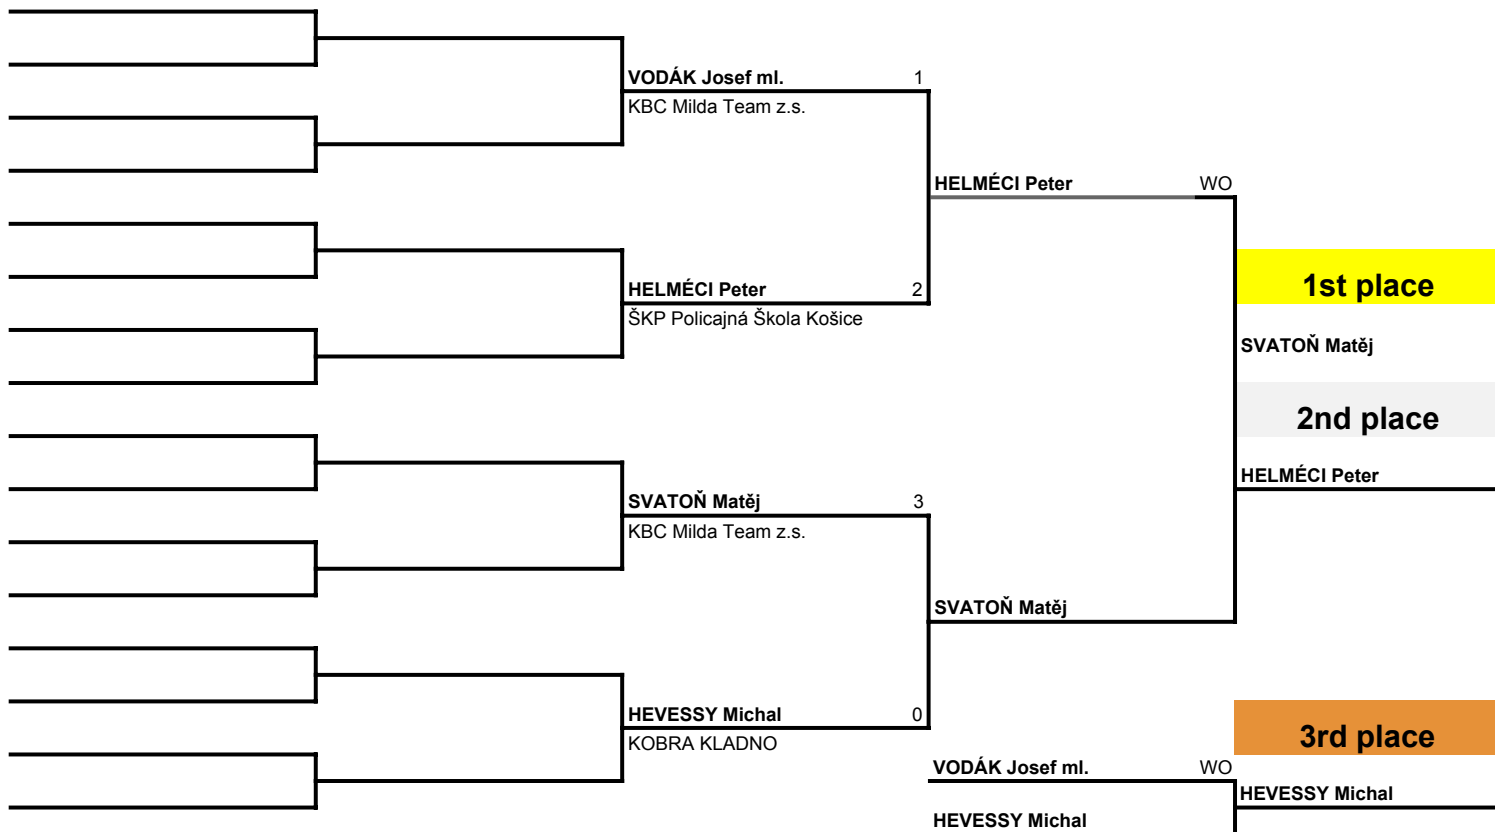 VODÁK Josef ml. 1
KBC Milda Team z.s.
HELMÉCI Peter WO
1st place
HELMÉCI Peter 2
ŠKP Policajná Škola Košice
SVATOŇ Matěj
2nd place
HELMÉCI Peter
SVATOŇ Matěj 3
KBC Milda Team z.s.
SVATOŇ Matěj
HEVESSY Michal 0
KOBRA KLADNO
3rd place
VODÁK Josef ml. WO
HEVESSY Michal
HEVESSY Michal